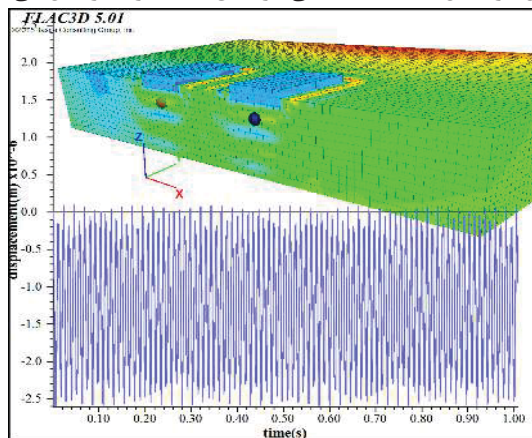 FLAC3D 5.01
Itasca Consulting Group, Inc.
2.0
1.5
1.0
0.5
0.0
-0.5
-1.0
-1.5
-2.0
-2.5
displacement(m) x10^-6
Z
X
0.10 0.20 0.30 0.40 0.50 0.60 0.70 0.80 0.90 1.00
time(s)